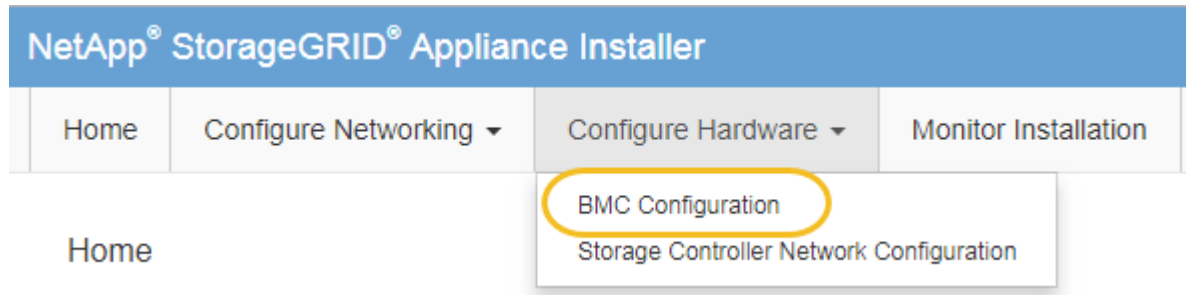 NetApp® StorageGRID® Appliance Installer
Home Configure Networking Configure Hardware Monitor Installation
BMC Configuration
Home
Storage Controller Network Configuration